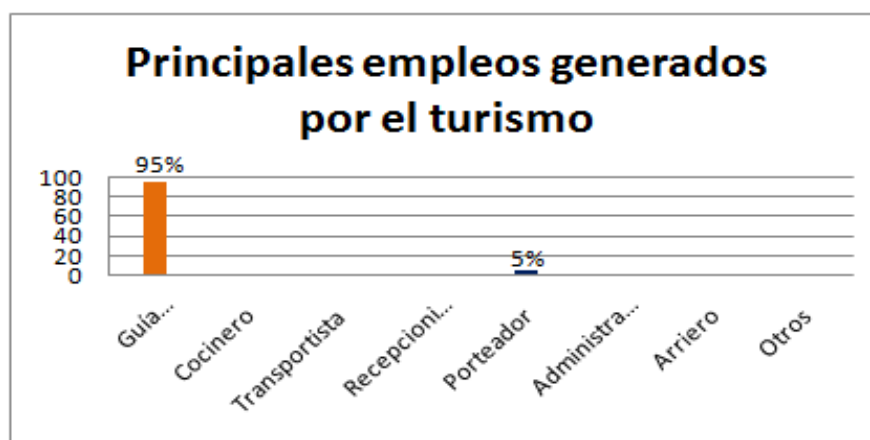 Principales empleos generados
por el turismo
95%
100
80
60
40
20
0
5%
Guía...
Cocinero
Transportista
Recepcioni...
Porteador
Administra...
Arriero
Otros